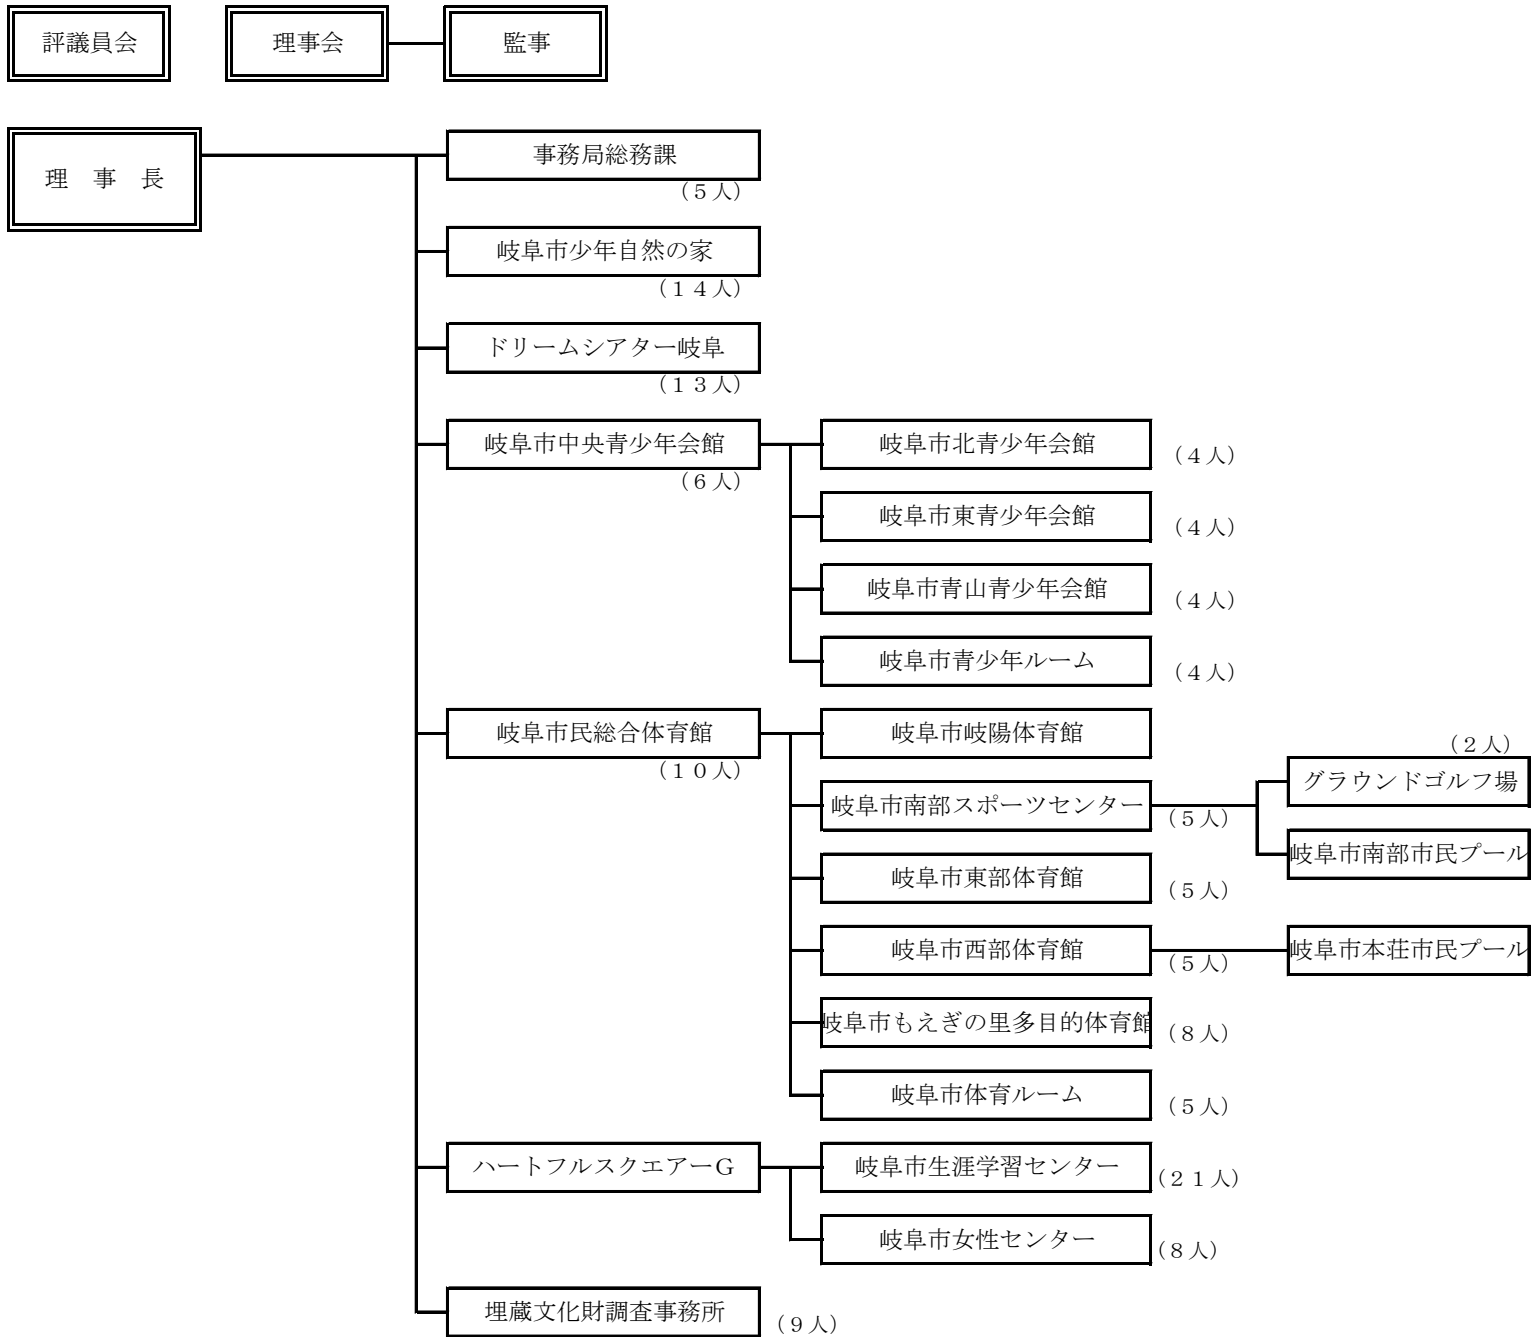 評議員会
理事会
監事
理　事　長
事務局総務課
（５人）
岐阜市少年自然の家
（１４人）
ドリームシアター岐阜
（１３人）
岐阜市中央青少年会館
（６人）
岐阜市北青少年会館
（４人）
岐阜市東青少年会館
（４人）
岐阜市青山青少年会館
（４人）
岐阜市青少年ルーム
（４人）
岐阜市民総合体育館
（１０人）
岐阜市岐陽体育館
岐阜市南部スポーツセンター
（５人）
（２人）
グラウンドゴルフ場
岐阜市南部市民プール
岐阜市東部体育館
（５人）
岐阜市西部体育館
（５人）
岐阜市本荘市民プール
岐阜市もえぎの里多目的体育館
（８人）
岐阜市体育ルーム
（５人）
ハートフルスクエアーＧ
岐阜市生涯学習センター
（２１人）
岐阜市女性センター
（８人）
埋蔵文化財調査事務所
（９人）